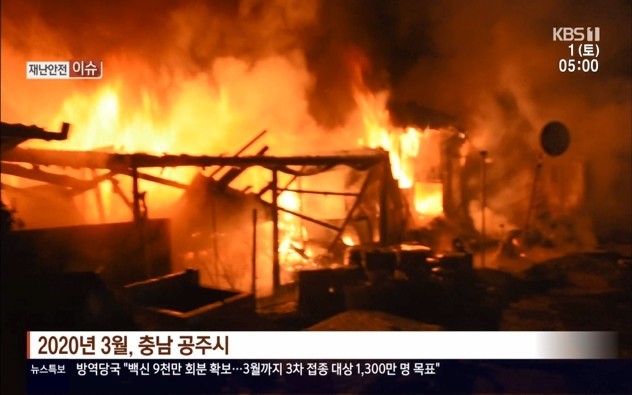 KBS1
1(토)
05:00
재난안전 이슈
2020년 3월, 충남 공주시
뉴스특보 방역당국 "백신 9천만 회분 확보…3월까지 3차 접종 대상 1,300만 명 목표"